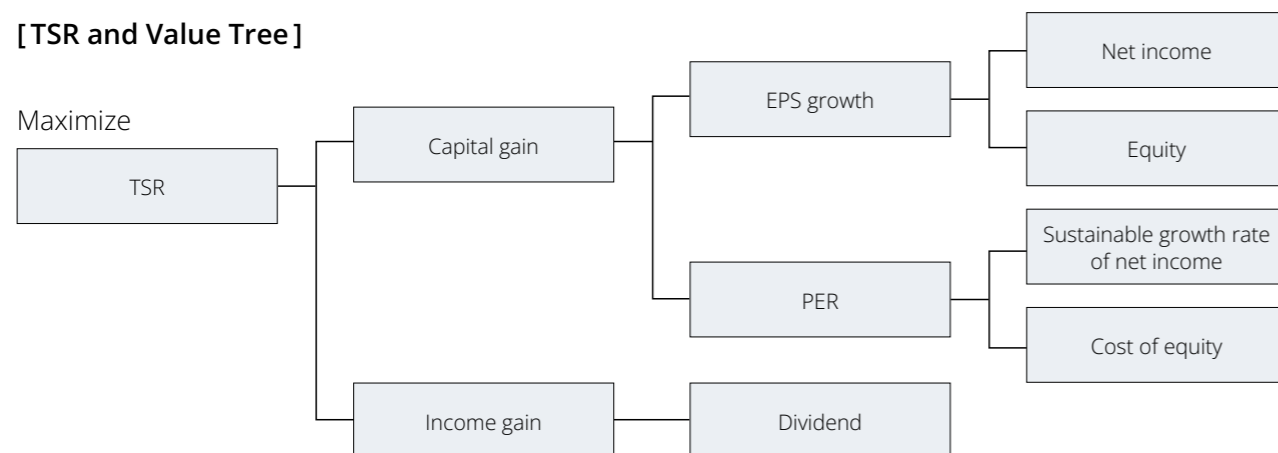 [TSR and Value Tree]
Maximize
TSR
Capital gain
Income gain
EPS growth
PER
Dividend
Net income
Equity
Sustainable growth rate
of net income
Cost of equity